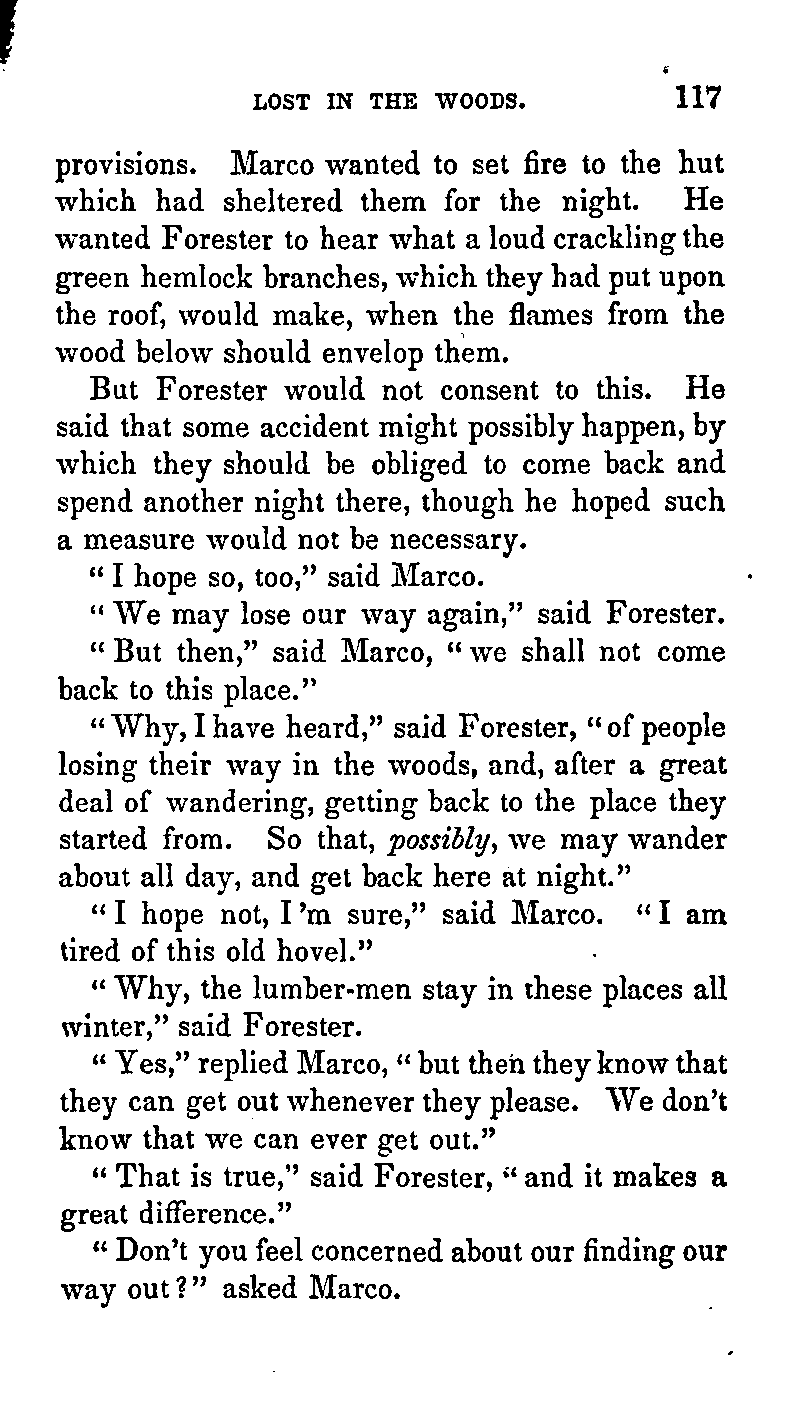 LOST IN THE WOODS. 117
provisions. Marco wanted to set fire to the hut
which had sheltered them for the night. He
wanted Forester to hear what a loud crackling the
green hemlock branches, which they had put upon
the roof, would make, when the flames from the
wood below should envelop them.
But Forester would not consent to this. He
said that some accident might possibly happen, by
which they should be obliged to come back and
spend another night there, though he hoped such
a measure would not be necessary.
“I hope so, too,” said Marco.
“We may lose our way again,” said Forester.
“But then,” said Marco, “we shall not come
back to this place.”
“Why, I have heard,” said Forester, “of people
losing their way in the woods, and, after a great
deal of wandering, getting back to the place they
started from. So that, possibly, we may wander
about all day, and get back here at night.”
“I hope not, I’m sure,” said Marco. “I am
tired of this old hovel.”
“Why, the lumber-men stay in these places all
winter,” said Forester.
“Yes,” replied Marco, “but then they know that
they can get out whenever they please. We don’t
know that we can ever get out.”
“That is true,” said Forester, “and it makes a
great difference.”
“Don’t you feel concerned about our finding our
way out?” asked Marco.